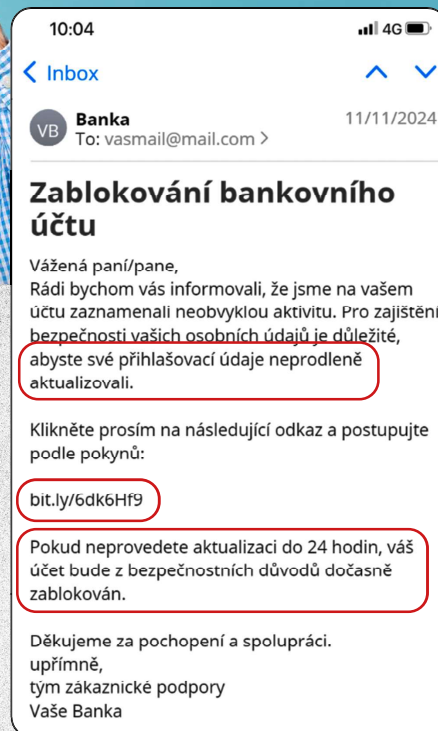 10:04
4G
Inbox
VB
Banka
11/11/2024
To: vasmail@mail.com >
Zablokování bankovního
účtu
Vážená paní/pane,
Rádi bychom vás informovali, že jsme na vašem
účtu zaznamenali neobvyklou aktivitu. Pro zajištění
bezpečnosti vašich osobních údajů je důležité,
abyste své přihlašovací údaje neprodleně
aktualizovali.
Klikněte prosím na následující odkaz a postupujte
podle pokynů:
bit.ly/6dk6Hf9
Pokud neprovedete aktualizaci do 24 hodin, váš
účet bude z bezpečnostních důvodů dočasně
zablokován.
Děkujeme za pochopení a spolupráci.
upřímně,
tým zákaznické podpory
Vaše Banka